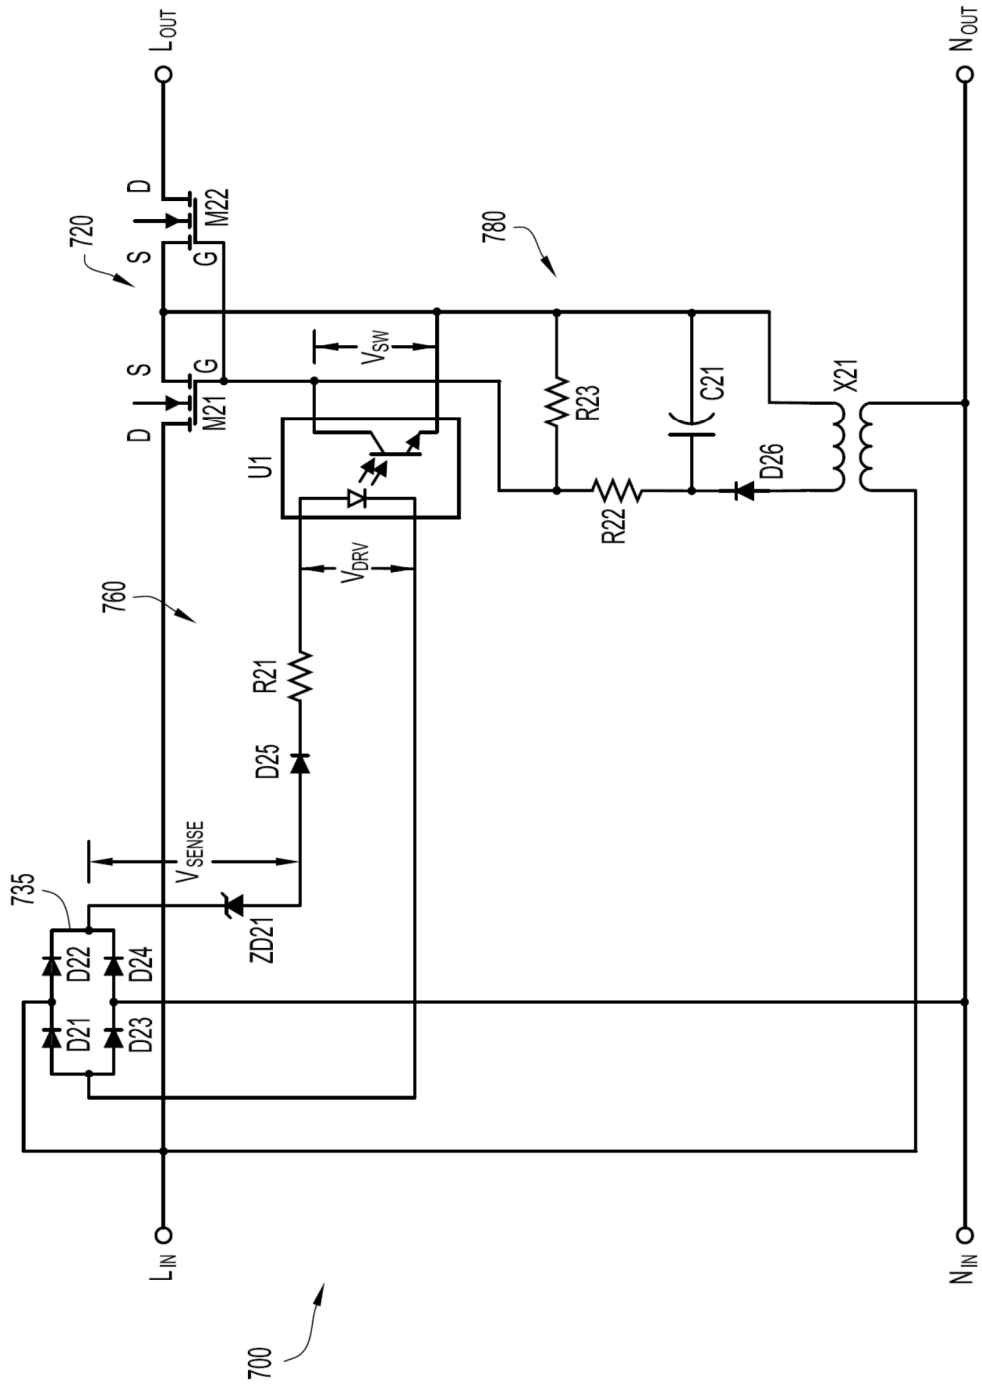 700
L_IN
N_IN
735
D21
D22
D23
D24
V_SENSE
ZD21
D25
R21
760
V_DRV
U1
V_SW
D
S
M21
G
720
S
D
G
M22
L_OUT
780
R23
R22
C21
D26
X21
N_OUT